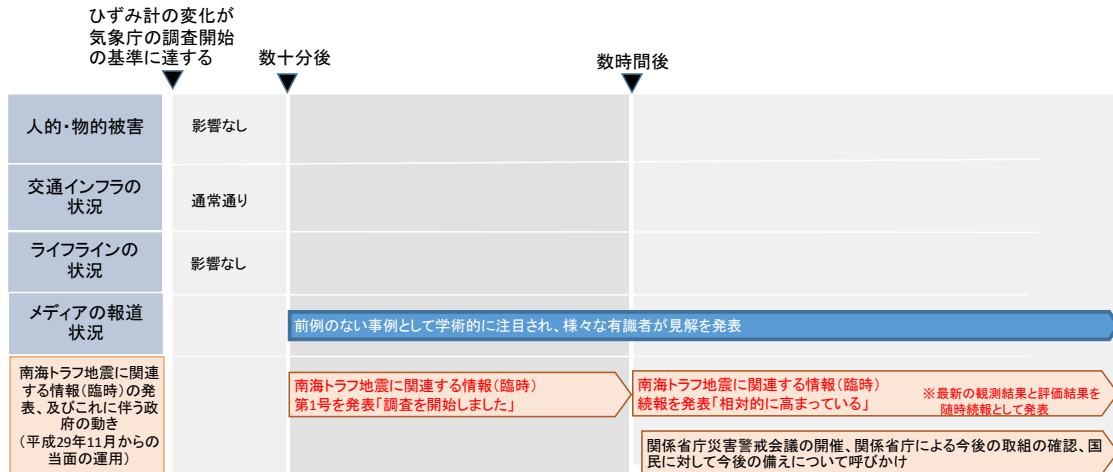 ひずみ計の変化が
気象庁の調査開始
の基準に達する
数十分後
数時間後
人的・物的被害
影響なし
交通インフラの
状況
通常通り
ライフラインの
状況
影響なし
メディアの報道
状況
前例のない事例として学術的に注目され、様々な有識者が見解を発表
南海トラフ地震に関連
する情報(臨時)の発
表、及びこれに伴う政
府の動き
(平成29年11月からの
当面の運用)
南海トラフ地震に関連する情報(臨時)
第1号を発表「調査を開始しました」
南海トラフ地震に関連する情報(臨時)
続報を発表「相対的に高まっている」
※最新の観測結果と評価結果を
随時続報として発表
関係省庁災害警戒会議の開催、関係省庁による今後の取組の確認、国
民に対して今後の備えについて呼びかけ